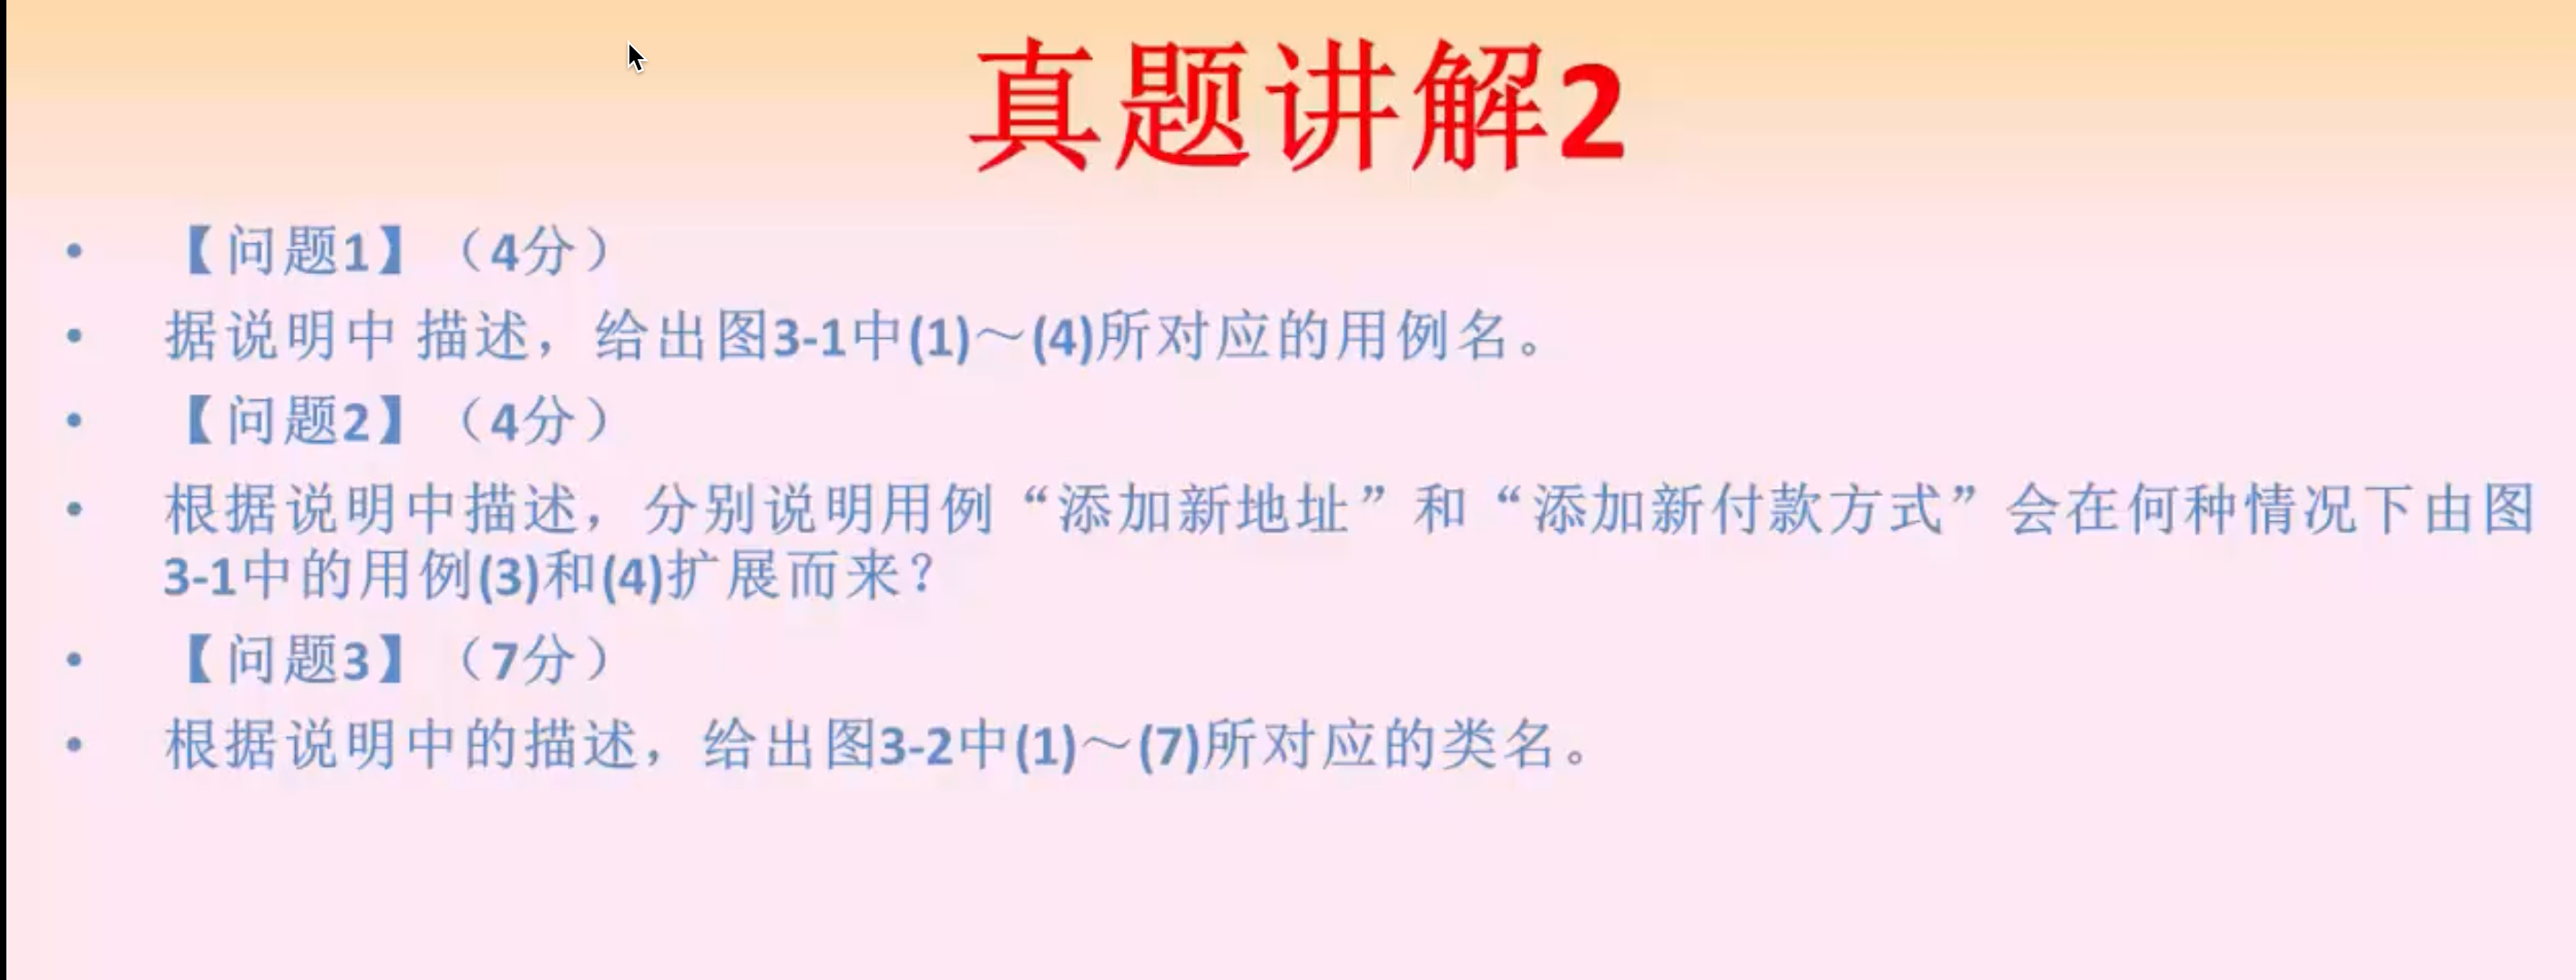 真题讲解2
• 【问题1】（4分）
• 据说明中 描述，给出图3-1中(1)～(4)所对应的用例名。
• 【问题2】（4分）
• 根据说明中描述，分别说明用例“添加新地址”和“添加新付款方式”会在何种情况下由图
3-1中的用例(3)和(4)扩展而来？
• 【问题3】（7分）
• 根据说明中的描述，给出图3-2中(1)～(7)所对应的类名。